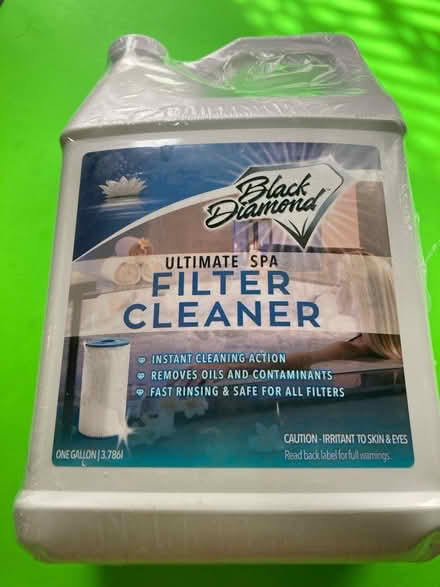 Black
Diamond™
ULTIMATE SPA
FILTER
CLEANER
INSTANT CLEANING ACTION
REMOVES OILS AND CONTAMINANTS
FAST RINSING & SAFE FOR ALL FILTERS
CAUTION - IRRITANT TO SKIN & EYES
ONE GALLON | 3.786l
Read back label for full warnings.